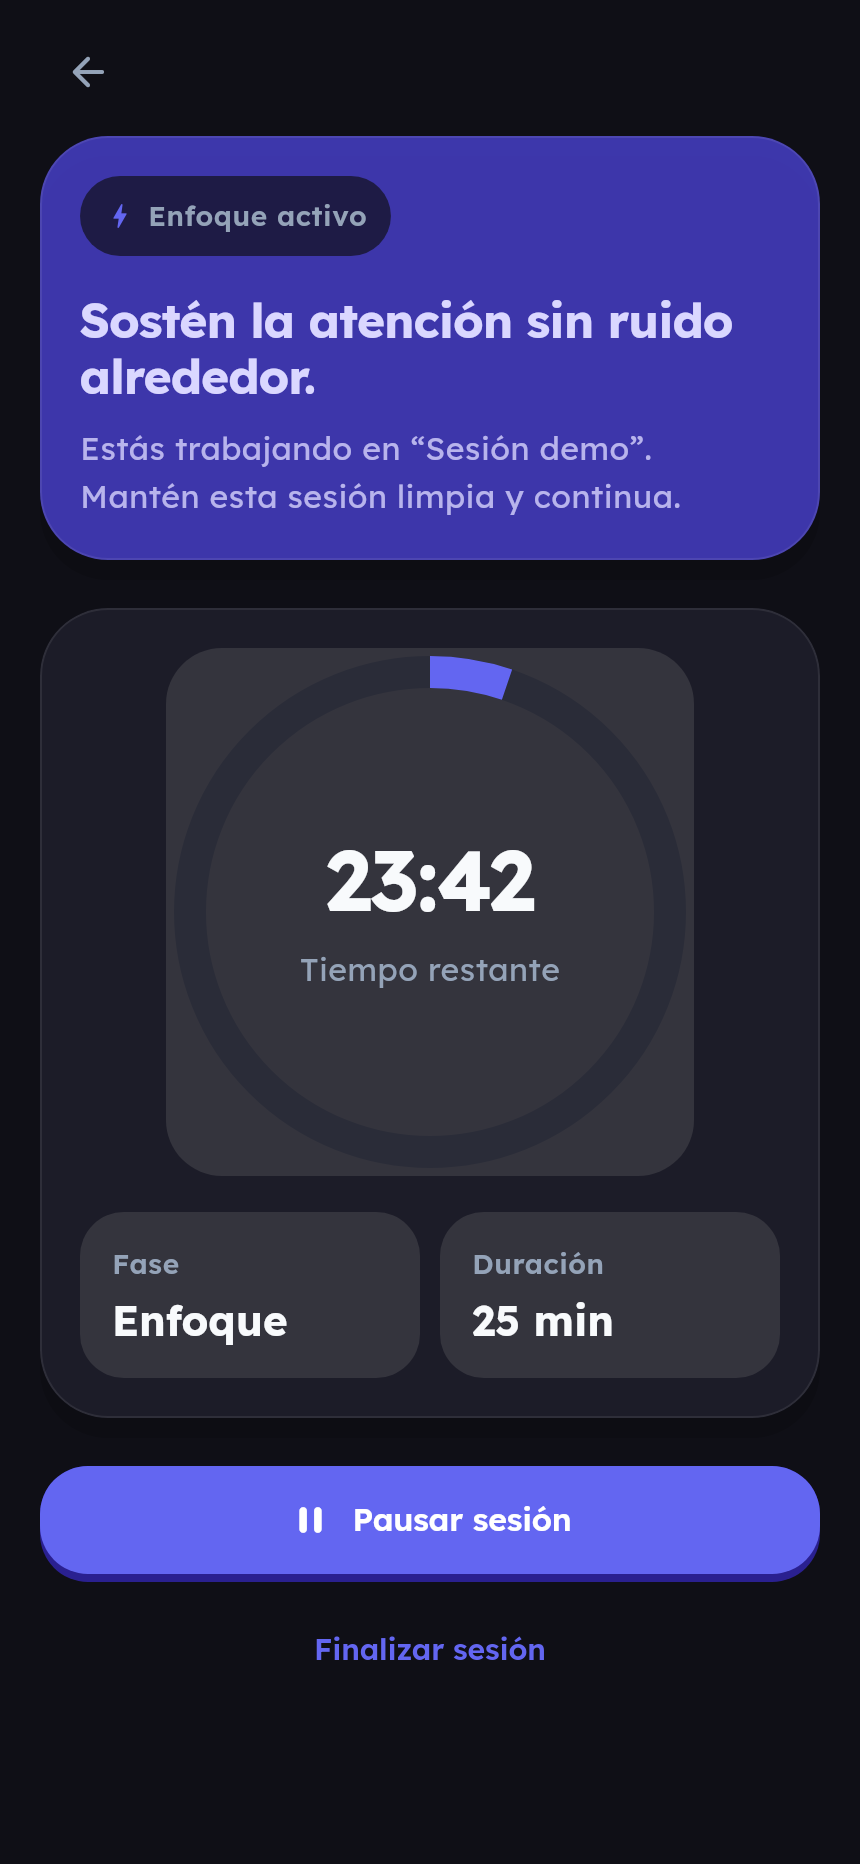 Enfoque activo
Sostén la atención sin ruido
alrededor.
Estás trabajando en “Sesión demo”.
Mantén esta sesión limpia y continua.
23:42
Tiempo restante
Fase
Enfoque
Duración
25 min
Pausar sesión
Finalizar sesión